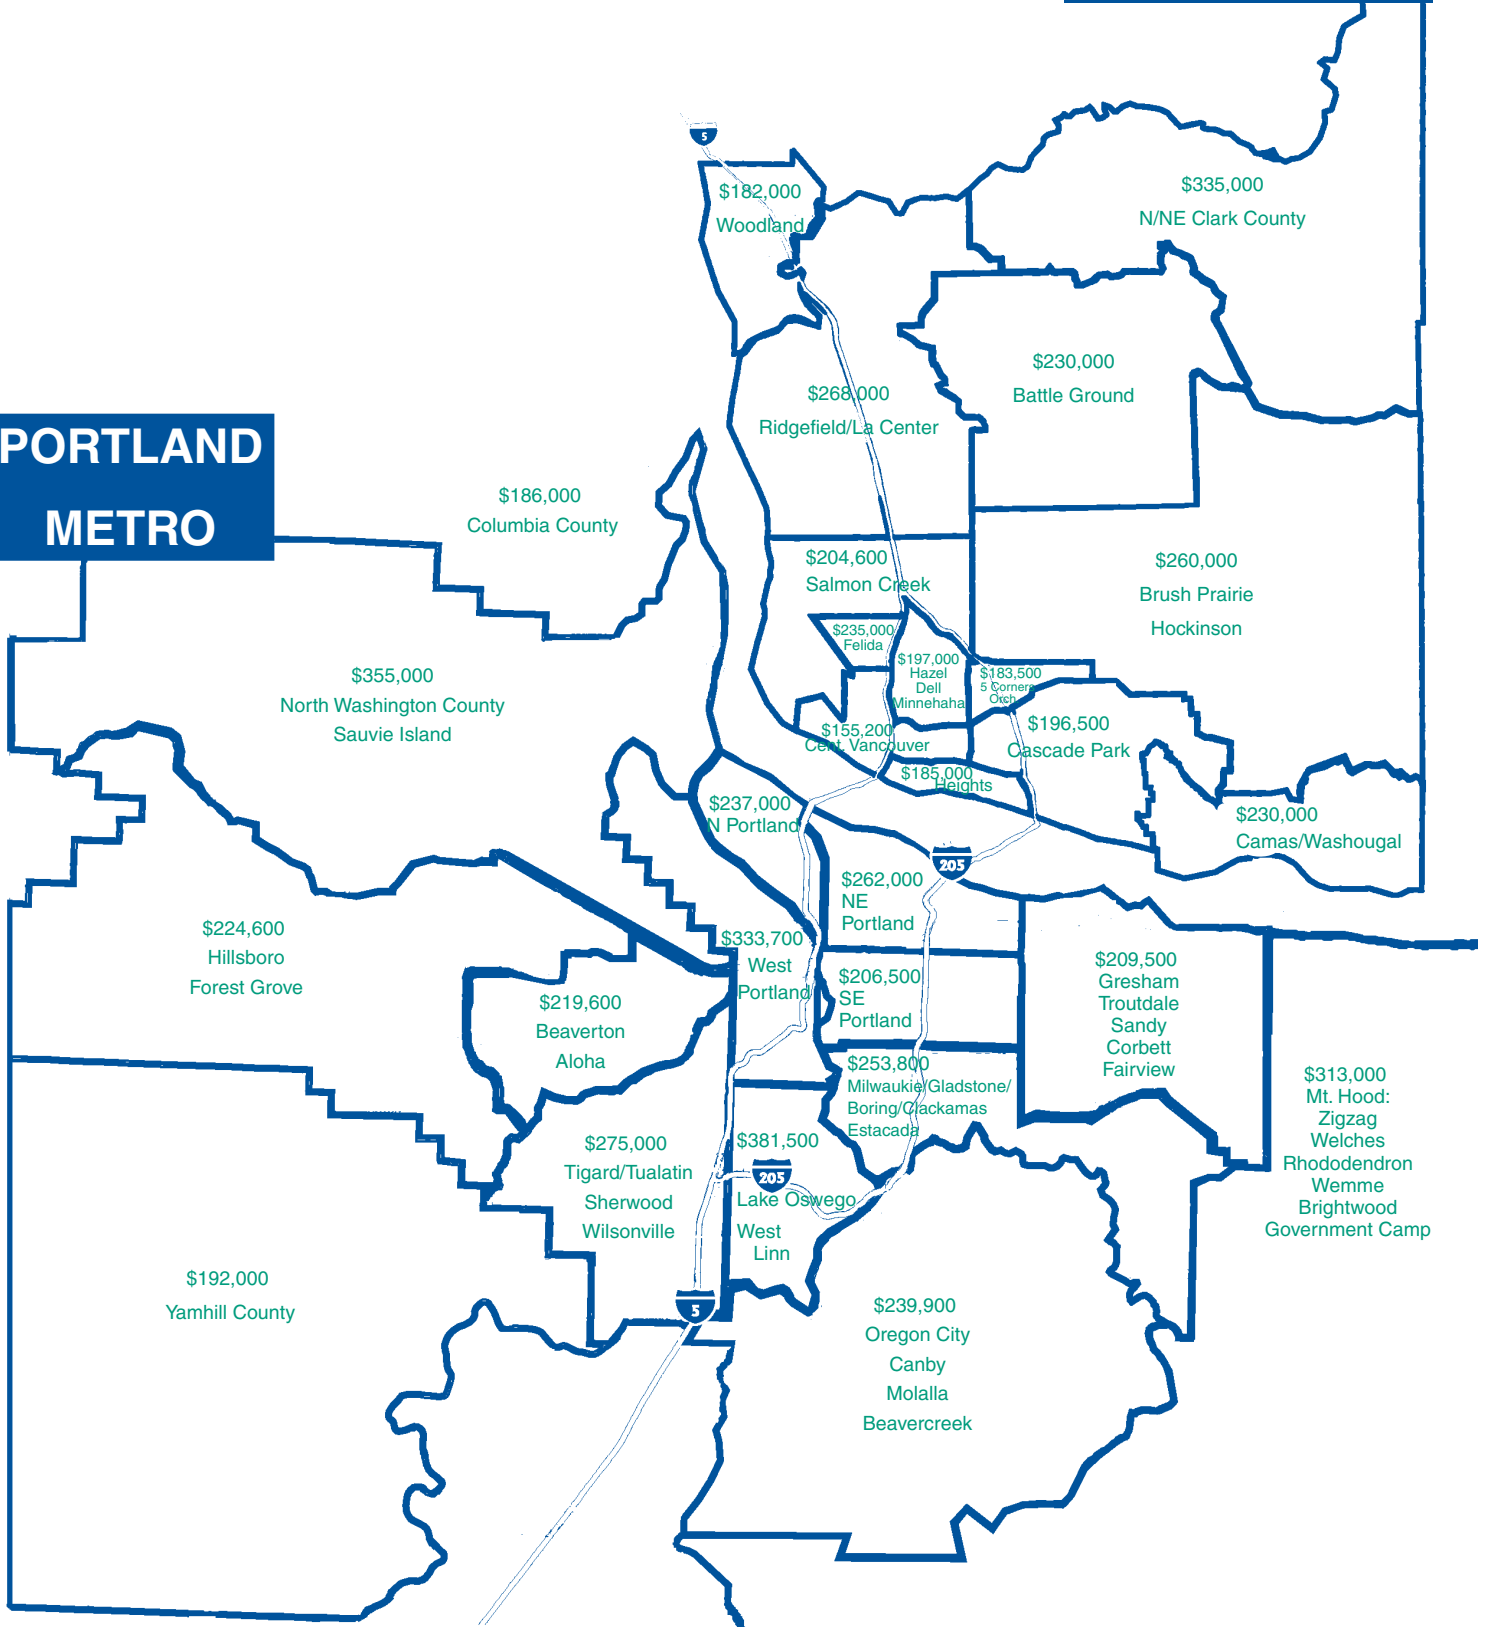 5
$182,000
Woodland
$335,000
N/NE Clark County
$230,000
Battle Ground
$268,000
Ridgefield/La Center
PORTLAND
METRO
$186,000
Columbia County
$204,600
Salmon Creek
$260,000
Brush Prairie
Hockinson
$235,000
Felida
$197,000
Hazel
Dell
Minnehaha
$183,500
5 Corners
Orch.
$355,000
North Washington County
Sauvie Island
$155,200
Cent. Vancouver
$196,500
Cascade Park
$185,000
Heights
$237,000
N Portland
$230,000
Camas/Washougal
205
$262,000
NE
Portland
$224,600
Hillsboro
Forest Grove
$333,700
West
Portland
$206,500
SE
Portland
$209,500
Gresham
Troutdale
Sandy
Corbett
Fairview
$219,600
Beaverton
Aloha
$253,800
Milwaukie/Gladstone/
Boring/Clackamas
Estacada
$313,000
Mt. Hood:
Zigzag
Welches
Rhododendron
Wemme
Brightwood
Government Camp
$275,000
Tigard/Tualatin
Sherwood
Wilsonville
$381,500
205
Lake Oswego
West
Linn
$192,000
Yamhill County
5
$239,900
Oregon City
Canby
Molalla
Beavercreek